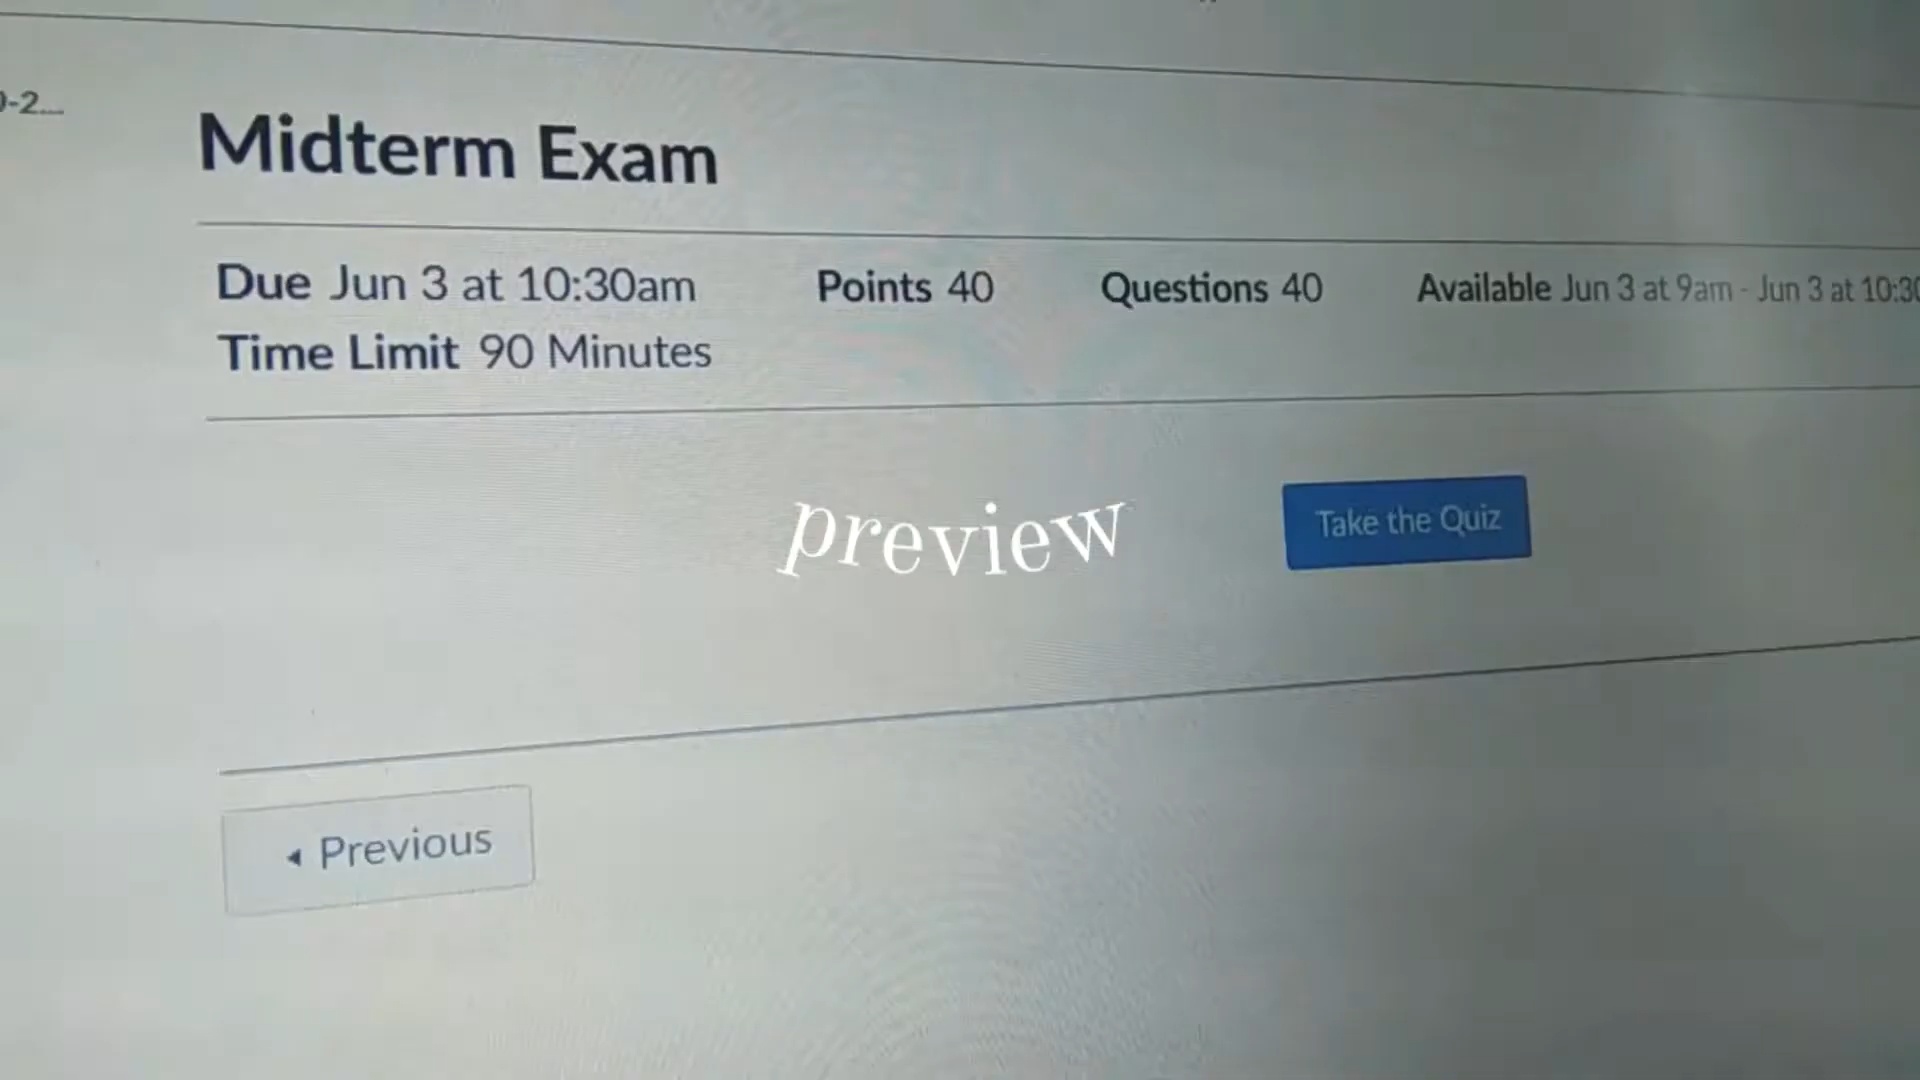 -2...
Midterm Exam
Due Jun 3 at 10:30am Points 40 Questions 40 Available Jun 3 at 9am - Jun 3 at 10:30
Time Limit 90 Minutes
preview
Take the Quiz
Previous